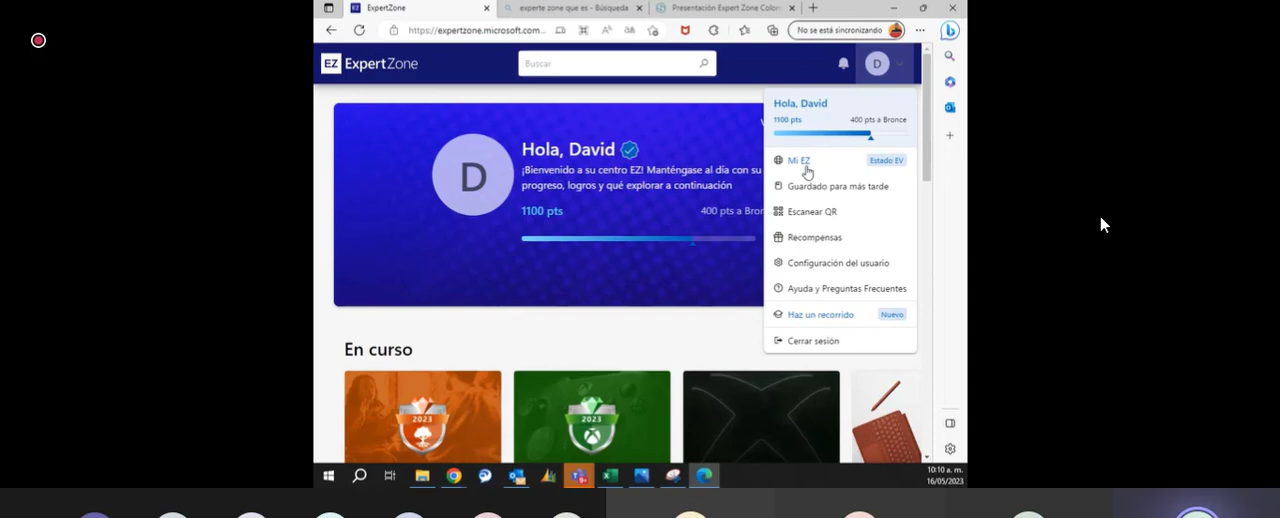 ExpertZone
experte zone que es - Búsqueda
Presentación Expert Zone Colom
https://expertzone.microsoft.com...
No se está sincronizando
EZ ExpertZone
Buscar
D
Hola, David
1100 pts
400 pts a Bronce
Mi EZ
Estado EV
Guardado para más tarde
Escanear QR
Recompensas
Configuración del usuario
Ayuda y Preguntas Frecuentes
Haz un recorrido
Nuevo
Cerrar sesión
D
Hola, David
¡Bienvenido a su centro EZ! Manténgase al día con su
progreso, logros y qué explorar a continuación
1100 pts
400 pts a Bron
En curso
2023
2023
10:10 a. m.
16/05/2023